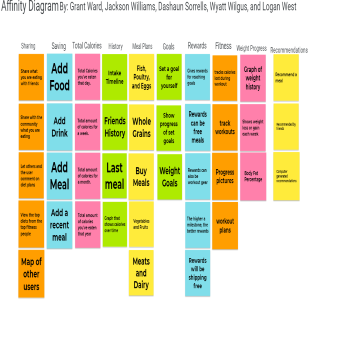 Affinity Diagram By: Grant Ward, Jackson Williams, Dashaun Sorrells, Wyatt Wilgus, and Logan West
Sharing
Share what
you are eating
with friends
Share with the
community
what you are
eating
Let others and
the user
comment on
diet plans
View the top
diets from the
top fitness
people
Map of
other
users
Saving
Add
Food
Add
Drink
Add
Meal
Add a
recent
meal
Total Calories
Total Calories
you've eaten
that day.
Total amount
of calories for
a week.
Total amount
of calories for
a month.
Total amount
of calories
you've eaten
that year
History
Intake
Timeline
Friends
History
Last
meal
Graph that
shows calories
over time
Meal Plans
Fish,
Poultry,
and Eggs
Whole
Grains
Buy
Meals
Vegetables
and Fruits
Meats
and
Dairy
Goals
Set a goal
for
yourself
Show
progress
of set
goals
Weight
Goals
Rewards
Gives rewards
for reaching
goals
Rewards
can be
free
meals
Rewards can
also be
workout gear
The higher a
milestone, the
better rewards
Rewards
will be
shipping
free
Fitness
tracks calories
lost during
workout
track
workouts
Progress
pictures
workout
plans
Weight Progress
Graph of
weight
history
Shows weight
loss or gain
each week
Body Fat
Percentage
Recommendations
Recommend a
meal
recommended by
friends
Computer
generated
recommendations